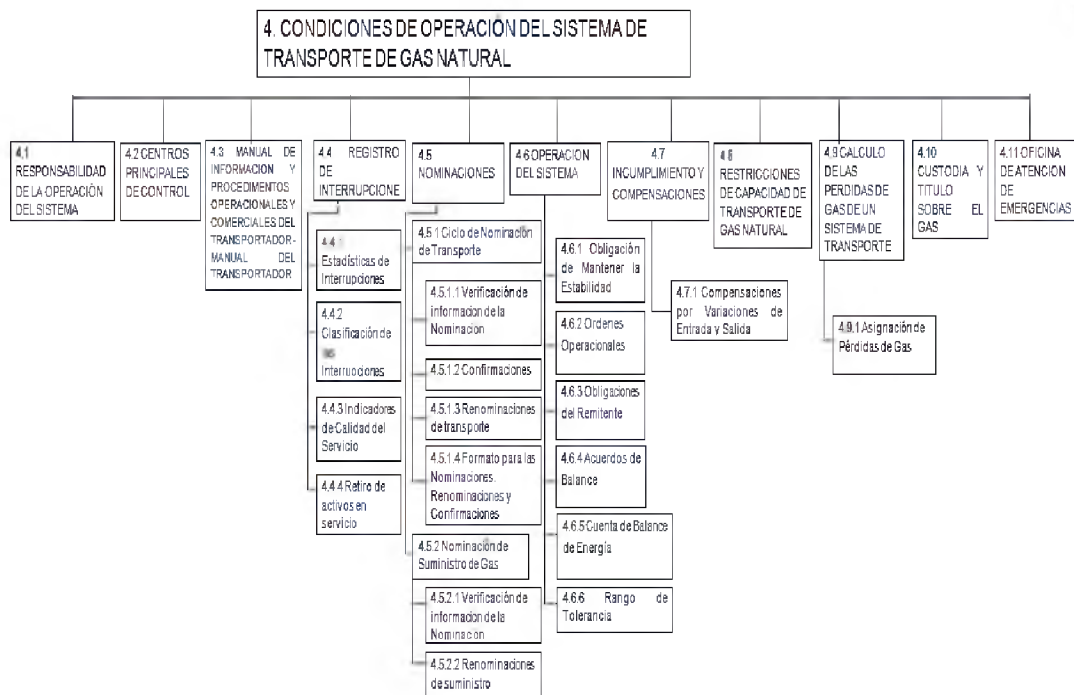 4. CONDICIONES DE OPERACIÓN DEL SISTEMA DE
TRANSPORTE DE GAS NATURAL
4.1
RESPONSABILIDAD
DE LA OPERACIÓN
DEL SISTEMA
4.2 CENTROS
PRINCIPALES
DE CONTROL
4.3 MANUAL DE
INFORMACION Y
PROCEDIMENTOS
OPERACIONALES Y
COMERCIALES DEL
TRANSPORTADOR-
MANUAL DEL
TRANSPORTADOR
4.4 REGISTRO
DE
INTERRUPCIONE
4.4.1
Estadísticas de
Interrupciones
4.4.2
Clasificación de
las
Interrupciones
4.4.3 Indicadores
de Calidad del
Servicio
4.4.4 Retiro de
activos en
servicio
4.5
NOMINACIONES
4.5.1 Ciclo de Nominación
de Transporte
4.5.1.1 Verificación de
informacion de la
Nominación
4.5.1.2 Confirmaciones
4.5.1.3 Renominaciones
de transporte
4.5.1.4 Formato para las
Nominaciones,
Renominaciones y
Confirmaciones
4.5.2 Nominación de
Suministro de Gas
4.5.2.1 Verificación de
informacion de la
Nominación
4.5.2.2 Renominaciones
de suministro
4.6 OPERACION
DEL SISTEMA
4.6.1 Obligación
de Mantener la
Estabilidad
4.6.2 Ordenes
Operacionales
4.6.3 Obligaciones
del Remitente
4.6.4 Acuerdos de
Balance
4.6.5 Cuenta de Balance
de Energía
4.6.6 Rango de
Tolerancia
4.7
INCUMPLIMIENTO Y
COMPENSACIONES
4.7.1 Compensaciones
por Variaciones de
Entrada y Salida
4.8
RESTRICCIONES
DE CAPACIDAD DE
TRANSPORTE DE
GAS NATURAL
4.9 CALCULO
DE LAS
PERDIDAS DE
GAS DE UN
SISTEMA DE
TRANSPORTE
4.9.1 Asignación de
Pérdidas de Gas
4.10
CUSTODIA Y
TITULO
SOBRE EL
GAS
4.11 OFICINA
DE ATENCION
DE
EMERGENCIAS